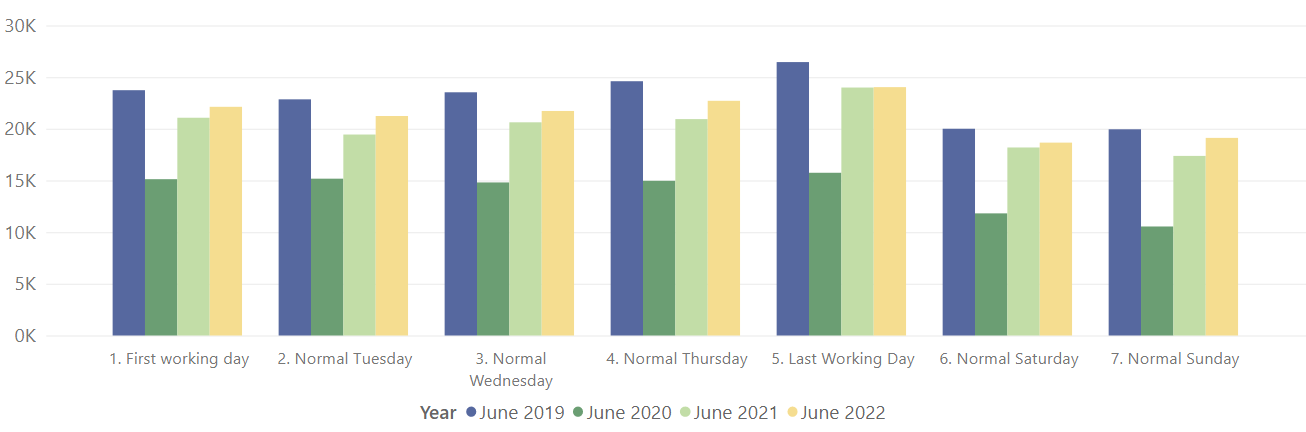 30K
25K
20K
15K
10K
5K
0K
1. First working day
2. Normal Tuesday
3. Normal
Wednesday
4. Normal Thursday
5. Last Working Day
6. Normal Saturday
7. Normal Sunday
Year June 2019 June 2020 June 2021 June 2022